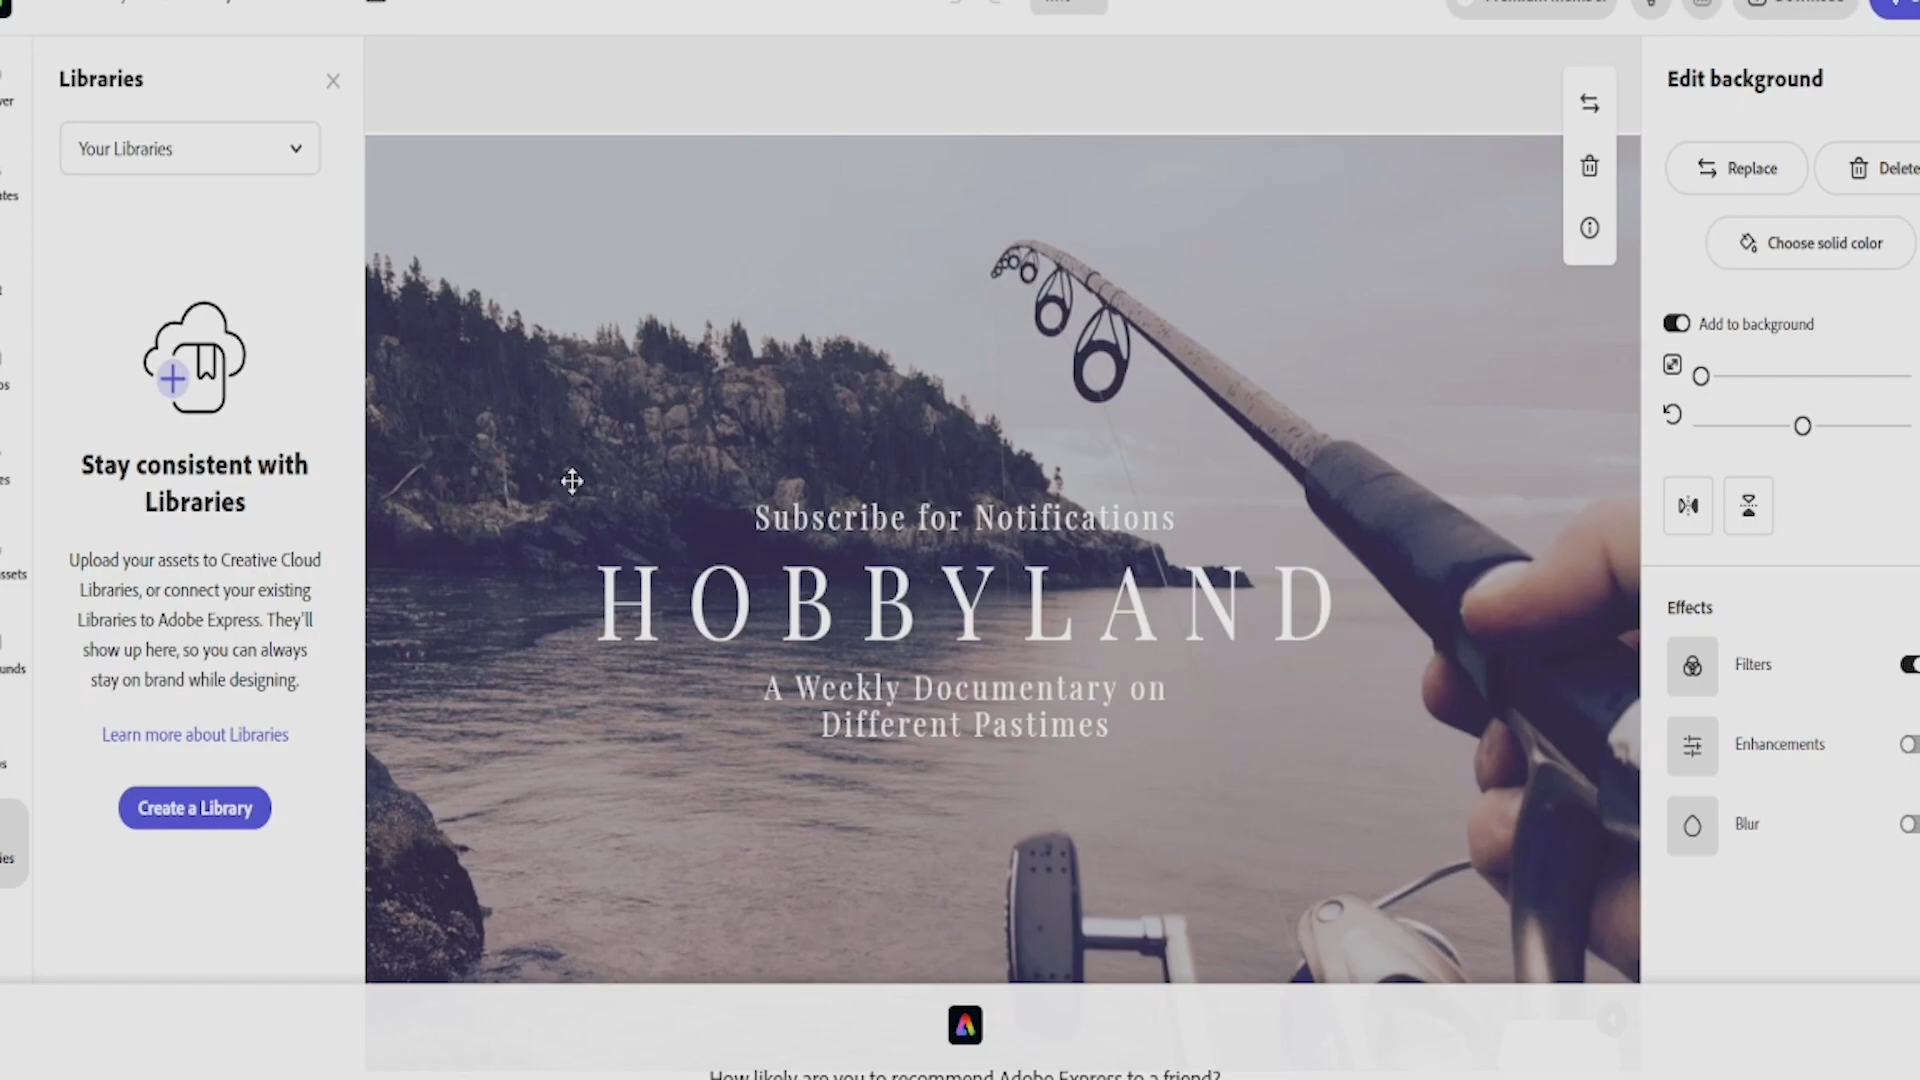 Libraries
Your Libraries
Stay consistent with
Libraries
Upload your assets to Creative Cloud
Libraries, or connect your existing
Libraries to Adobe Express. They'll
show up here, so you can always
stay on brand while designing.
Learn more about Libraries
Create a Library
Subscribe for Notifications
HOBBYLAND
A Weekly Documentary on
Different Pastimes
Edit background
Replace
Delete
Choose solid color
Add to background
Effects
Filters
Enhancements
Blur
How likely are you to recommend Adobe Express to a friend?